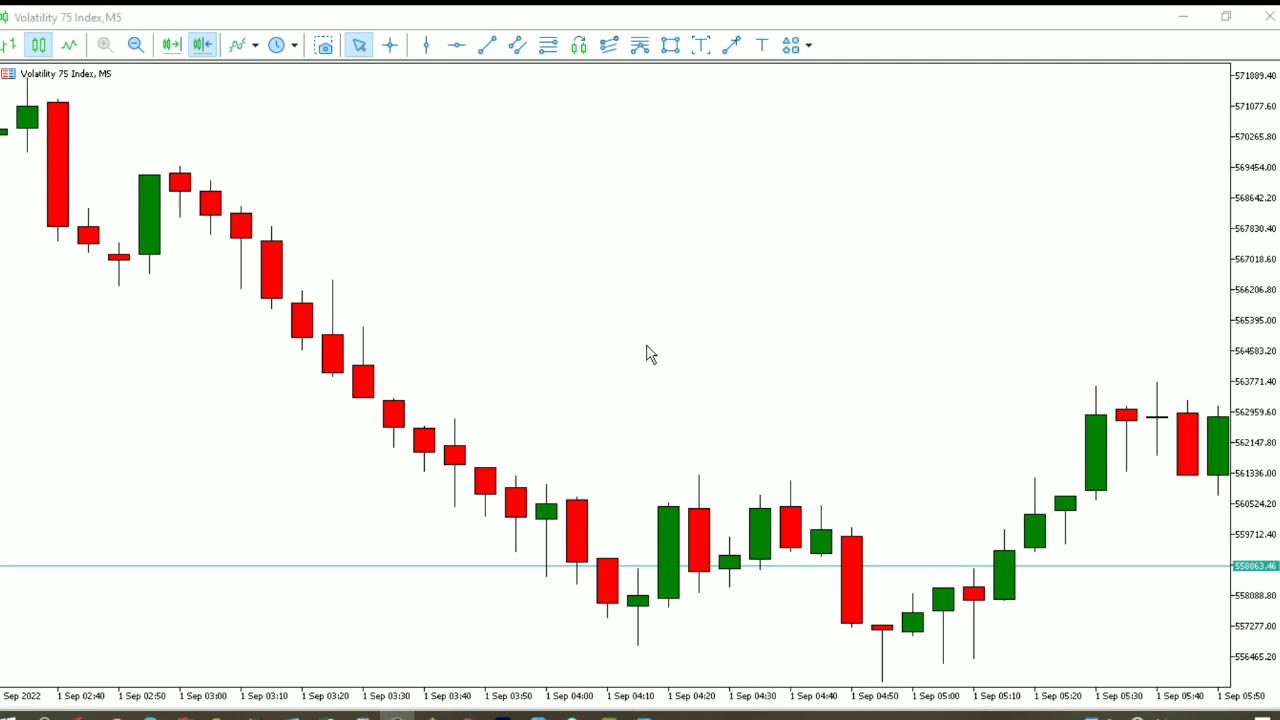 Volatility 75 Index,M5
Volatility 75 Index, M5
571889.40
571077.60
570265.80
569454.00
568642.20
567830.40
567018.60
566206.80
565395.00
564583.20
563771.40
562959.60
562147.80
561336.00
560524.20
559712.40
558863.46
558088.80
557277.00
556465.20
Sep 2022
1 Sep 02:40
1 Sep 02:50
1 Sep 03:00
1 Sep 03:10
1 Sep 03:20
1 Sep 03:30
1 Sep 03:40
1 Sep 03:50
1 Sep 04:00
1 Sep 04:10
1 Sep 04:20
1 Sep 04:30
1 Sep 04:40
1 Sep 04:50
1 Sep 05:00
1 Sep 05:10
1 Sep 05:20
1 Sep 05:30
1 Sep 05:40
1 Sep 05:50